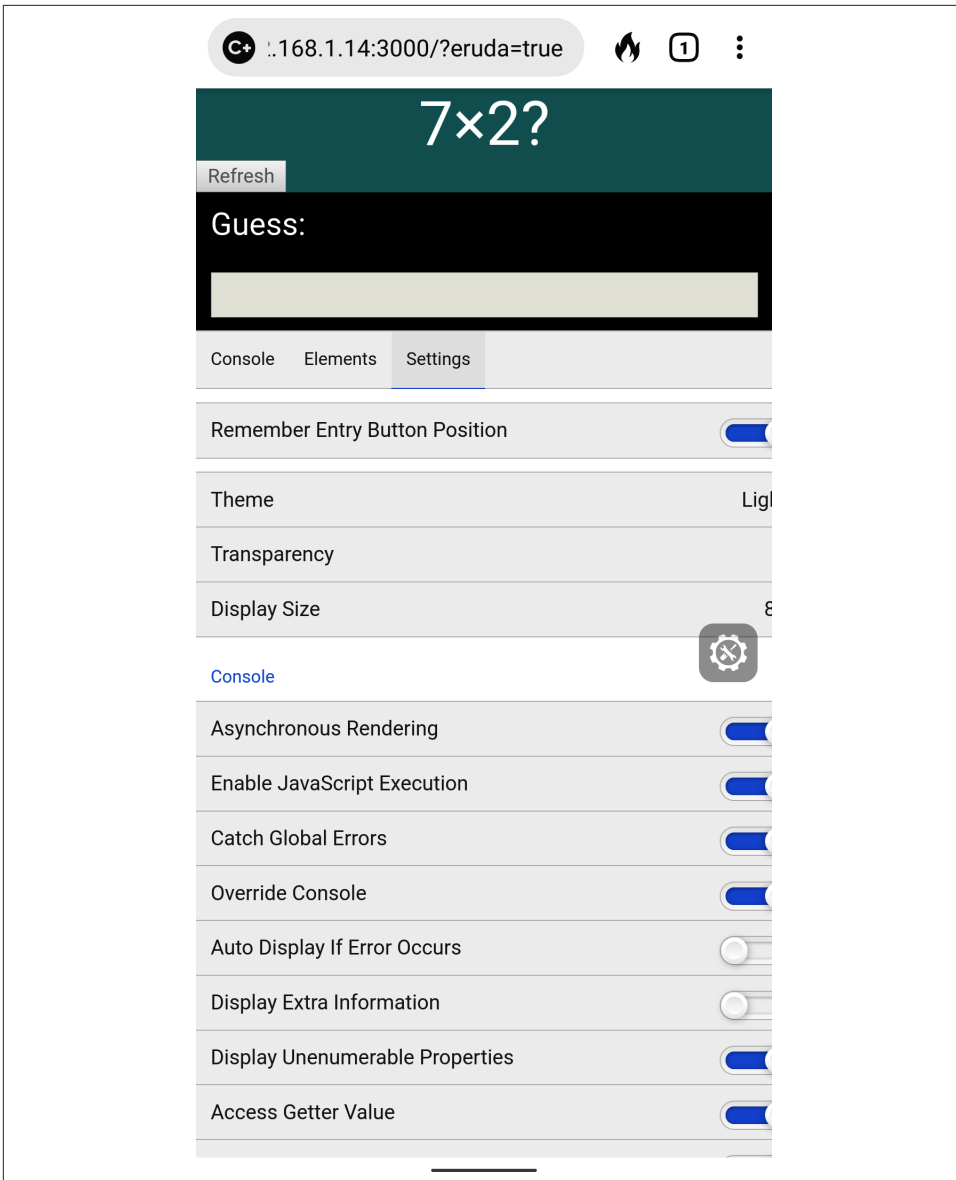 C+ .168.1.14:3000/?eruda=true 1
7×2?
Refresh
Guess:
Console Elements Settings
Remember Entry Button Position
Theme Ligh
Transparency
Display Size 8
Console
Asynchronous Rendering
Enable JavaScript Execution
Catch Global Errors
Override Console
Auto Display If Error Occurs
Display Extra Information
Display Unenumerable Properties
Access Getter Value